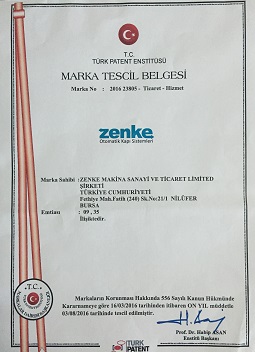 T.C.
TÜRK PATENT ENSTİTÜSÜ
MARKA TESCİL BELGESİ
Marka No : 2016 23805 - Ticaret - Hizmet
zenke
Otomatik Kapı Sistemleri
Marka Sahibi : ZENKE MAKİNA SANAYİ VE TİCARET LİMİTED
ŞİRKETİ
TÜRKİYE CUMHURİYETİ
Fethiye Mah.Fatih (240) Sk.No:21/1 NİLÜFER
BURSA
Emtiası : 09 , 35
İlişiktedir.
Markaların Korunması Hakkında 556 Sayılı Kanun Hükmünde
Kararnameye göre 16/03/2016 tarihinden itibaren ON YIL müddetle
03/08/2016 tarihinde tescil edilmiştir.
Prof. Dr. Habip ASAN
Enstitü Başkanı
T.C.
TÜRK
PATENT